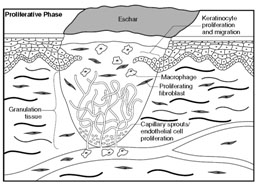 Proliferative Phase
Eschar
Keratinocyte
proliferation
and migration
Macrophage
Proliferating
fibroblast
Granulation
tissue
Capillary sprouts/
endothelial cell
proliferation